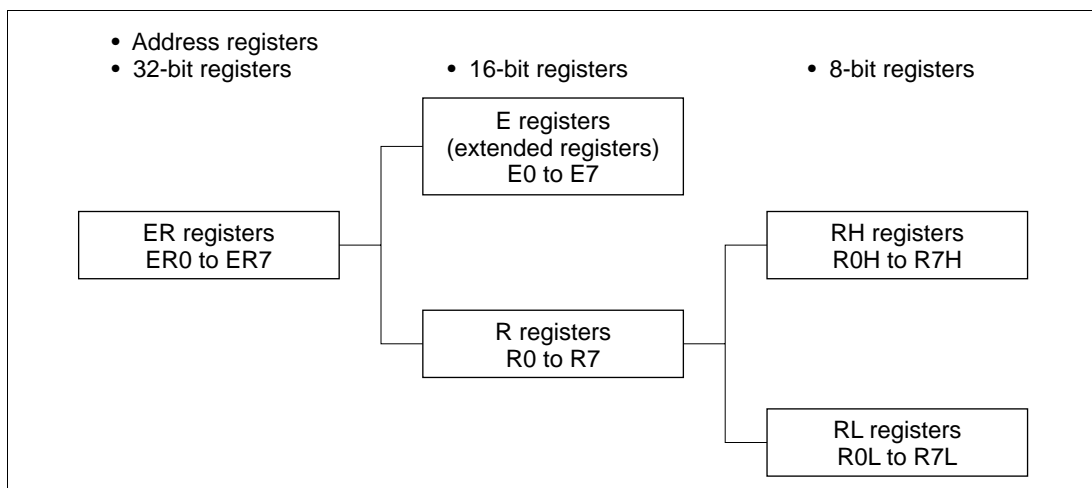 • Address registers
• 32-bit registers
• 16-bit registers
• 8-bit registers
E registers
(extended registers)
E0 to E7
ER registers
ER0 to ER7
RH registers
R0H to R7H
R registers
R0 to R7
RL registers
R0L to R7L